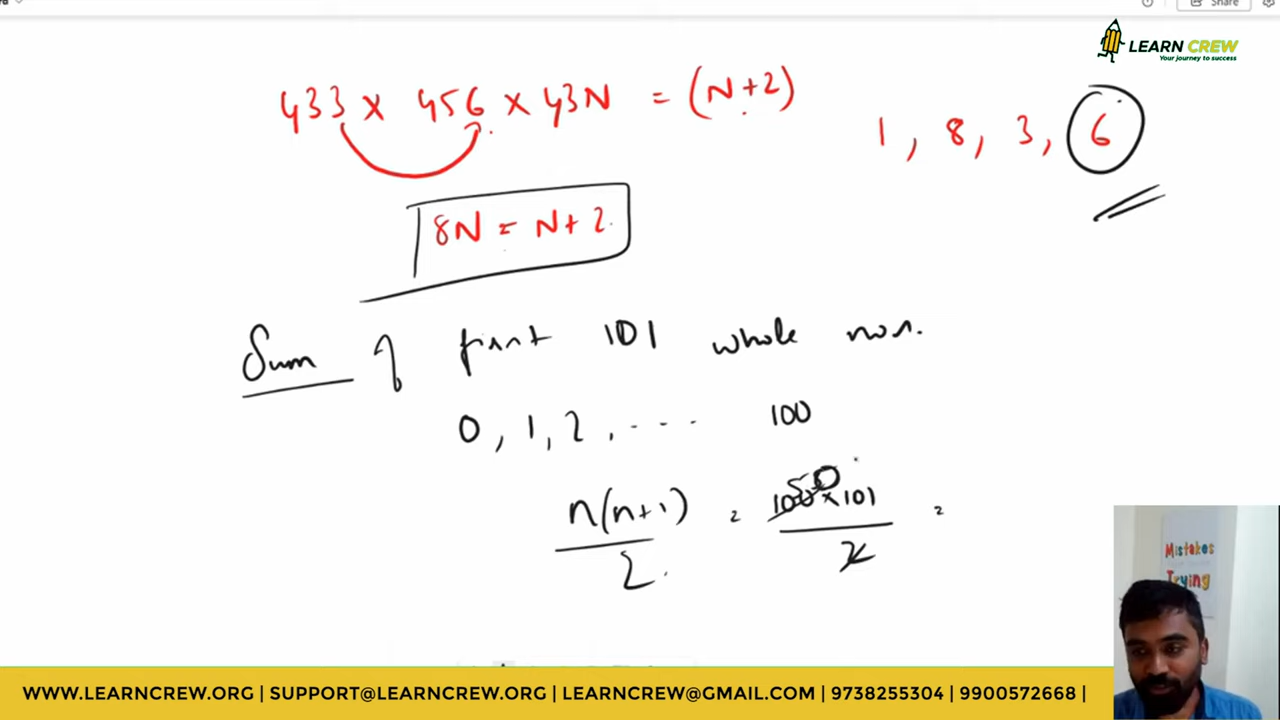 Share
LEARN CREW
Your journey to success
433 × 456 × 43N = (N+2)
1, 8, 3, 6
8N = N+2
Sum of first 101 whole nos.
0, 1, 2, .... 100
n(n+1)/2 = 100 50 ×101/2 =
Mistakes
Trying
WWW.LEARNCREW.ORG | SUPPORT@LEARNCREW.ORG | LEARNCREW@GMAIL.COM | 9738255304 | 9900572668 |